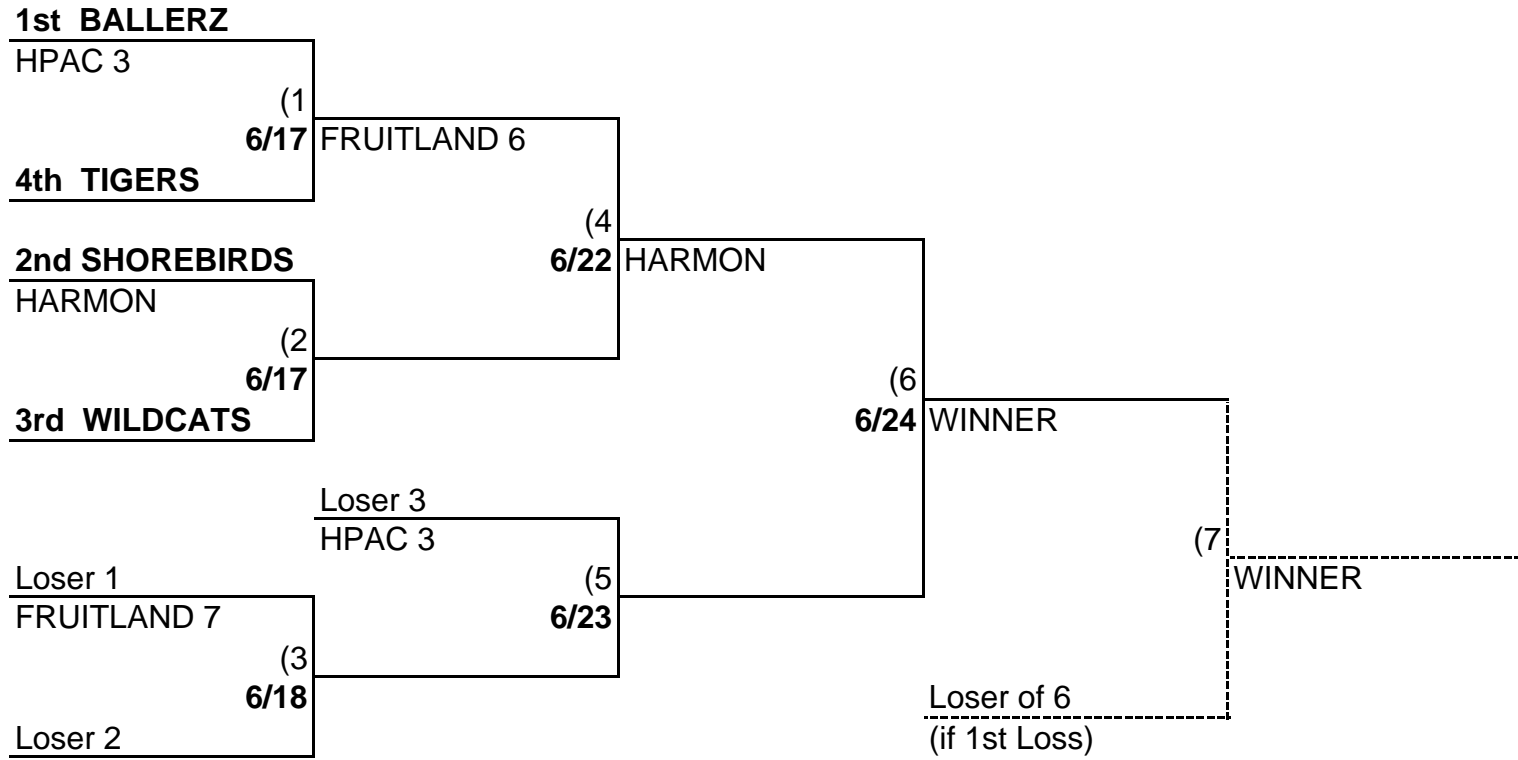 1st  BALLERZ
HPAC 3
(1
6/17 FRUITLAND 6
4th  TIGERS
(4
2nd SHOREBIRDS
6/22 HARMON
HARMON
(2
6/17
(6
3rd  WILDCATS
6/24 WINNER
Loser 3
HPAC 3
(7
Loser 1
(5
WINNER
FRUITLAND 7
6/23
(3
6/18
Loser of 6
Loser 2
(if 1st Loss)